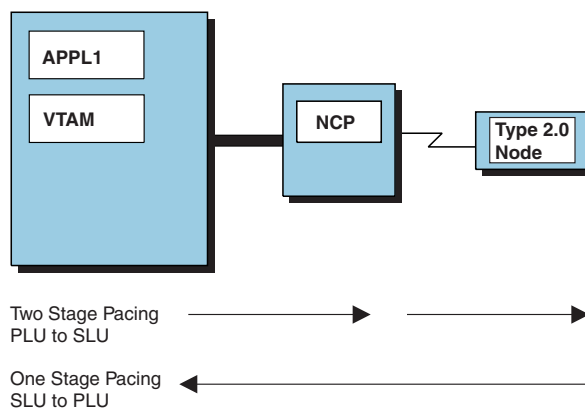 APPL1
VTAM
NCP
Type 2.0
Node
Two Stage Pacing
PLU to SLU
One Stage Pacing
SLU to PLU